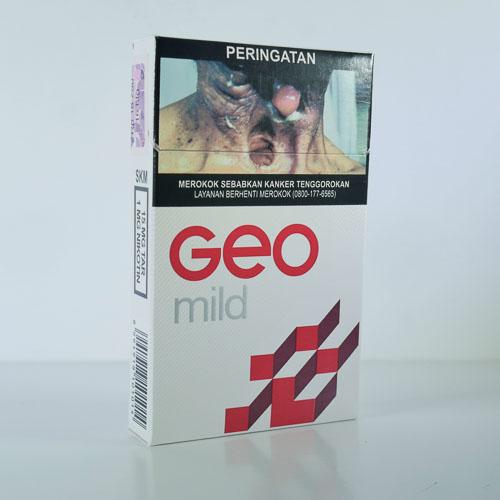 PERINGATAN
MEROKOK SEBABKAN KANKER TENGGOROKAN
LAYANAN BERHENTI MEROKOK (0800-177-6565)
GEO
mild
SKM
15 MG TAR
1 MG NIKOTIN